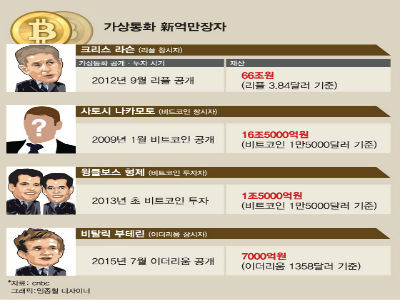 가상통화 新억만장자
크리스 라슨 (리플 창시자)
가상통화 공개·투자 시기 재산
2012년 9월 리플 공개 66조원
(리플 3.84달러 기준)
사토시 나카모토 (비트코인 창시자)
?
2009년 1월 비트코인 공개 16조5000억원
(비트코인 1만5000달러 기준)
윙클보스 형제 (비트코인 투자자)
2013년 초 비트코인 투자 1조5000억원
(비트코인 1만5000달러 기준)
비탈릭 부테린 (이더리움 창시자)
2015년 7월 이더리움 공개 7000억원
(이더리움 1358달러 기준)
*자료: cnbc
그래픽:임종철 디자이너